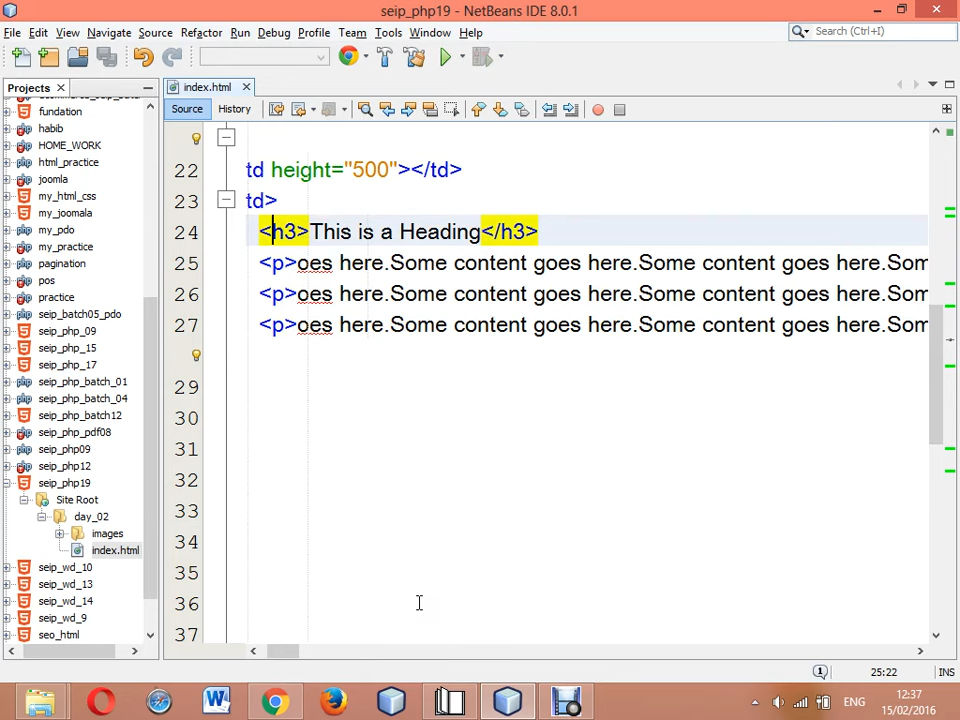 seip_php19 - NetBeans IDE 8.0.1
File Edit View Navigate Source Refactor Run Debug Profile Team Tools Window Help
Search (Ctrl+I)
Projects
index.html
Source History
fundation
habib
HOME_WORK
html_practice
joomla
my_html_css
my_joomala
my_pdo
my_practice
pagination
pos
practice
seip_batch05_pdo
seip_php_09
seip_php_15
seip_php_17
seip_php_batch_01
seip_php_batch_04
seip_php_batch12
seip_php_pdf08
seip_php09
seip_php12
seip_php19
Site Root
day_02
images
index.html
seip_wd_10
seip_wd_13
seip_wd_14
seip_wd_9
seo_html
22 td height="500"></td>
23 td>
24 <h3>This is a Heading</h3>
25 <p>oes here.Some content goes here.Some content goes here.Som
26 <p>oes here.Some content goes here.Some content goes here.Som
27 <p>oes here.Some content goes here.Some content goes here.Som
29
30
31
32
33
34
35
36
37
25:22 INS
ENG
12:37
15/02/2016